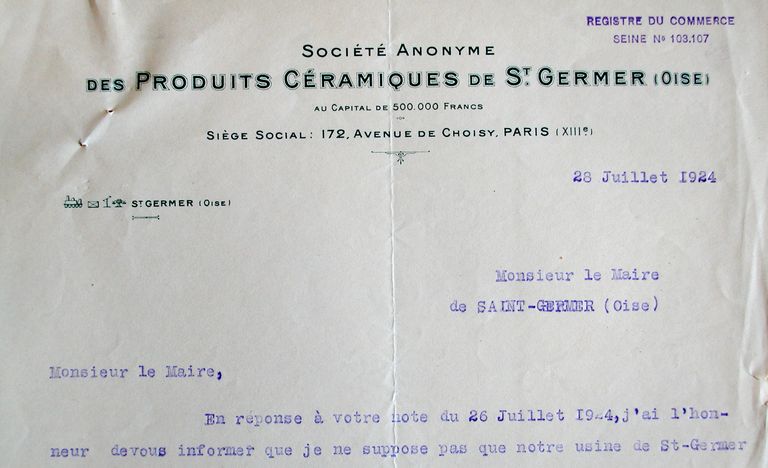 REGISTRE DU COMMERCE
SEINE No 103.107
SOCIÉTÉ ANONYME
DES PRODUITS CÉRAMIQUES DE ST. GERMER (OISE)
AU CAPITAL DE 500.000 FRANCS
SIÈGE SOCIAL: 172, AVENUE DE CHOISY, PARIS (XIIIe)
28 Juillet I924
ST GERMER (OISE)
Monsieur le Maire
de SAINT-GERMER (Oise)
Monsieur le Maire,
En réponse à votre note du 26 Juillet I924,j'ai l'hon-
neur devous informer que je ne suppose pas que notre usine de St-Germer